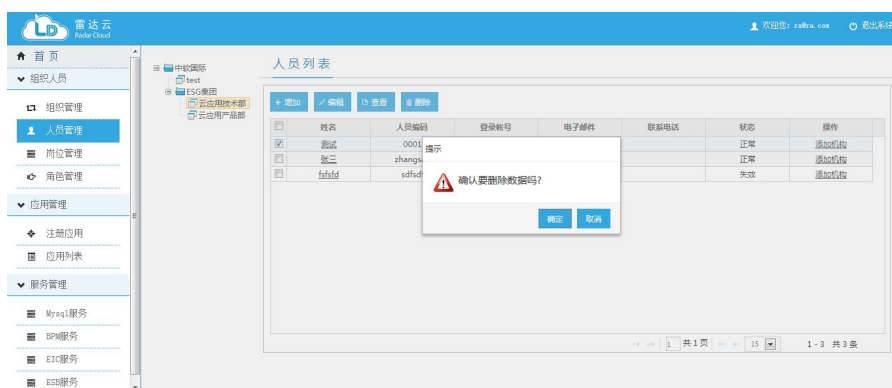 雷达云
Radar Cloud
欢迎您: ra@ra.com 退出系统
首页
组织人员
组织管理
人员管理
岗位管理
角色管理
应用管理
注册应用
应用列表
服务管理
Mysql服务
BPM服务
EIC服务
ESB服务
中软国际
test
ESG集团
云应用技术部
云应用产品部
人员列表
+ 增加 编辑 查看 删除
姓名 人员编码 登录帐号 电子邮件 联系电话 状态 操作
测试 0001 正常 添加机构
张三 zhangs 正常 添加机构
fsfsfd sdfsdf 失效 添加机构
提示
确认要删除数据吗?
确定 取消
1 共1页 15 1-3 共3条